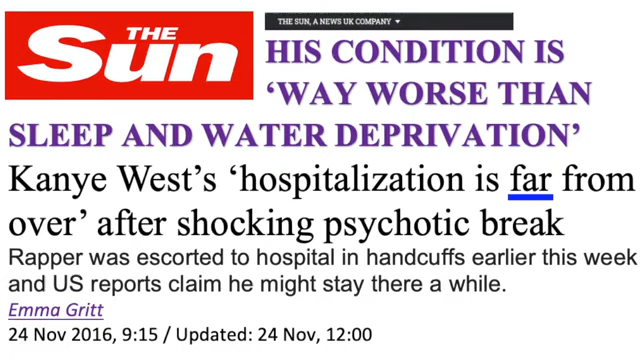 THE
Sun
THE SUN, A NEWS UK COMPANY
HIS CONDITION IS
‘WAY WORSE THAN
SLEEP AND WATER DEPRIVATION’
Kanye West’s ‘hospitalization is far from
over’ after shocking psychotic break
Rapper was escorted to hospital in handcuffs earlier this week
and US reports claim he might stay there a while.
Emma Gritt
24 Nov 2016, 9:15 / Updated: 24 Nov, 12:00